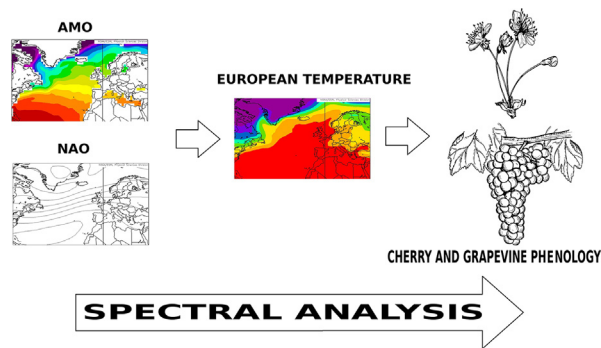 AMO
EUROPEAN TEMPERATURE
NAO
CHERRY AND GRAPEVINE PHENOLOGY
SPECTRAL ANALYSIS